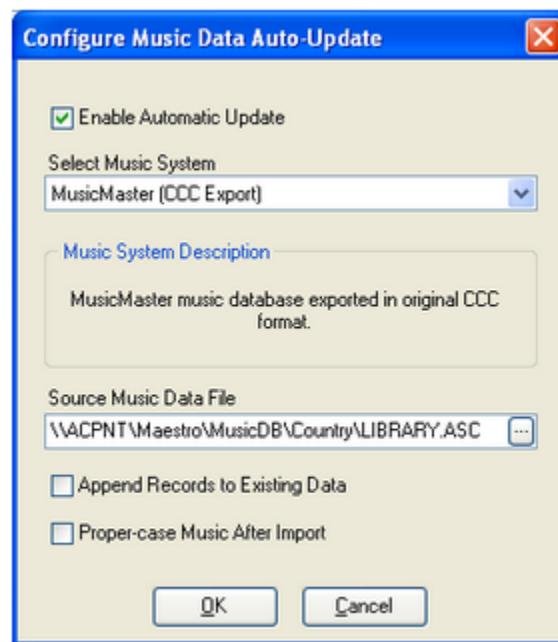 Configure Music Data Auto-Update
Enable Automatic Update
Select Music System
MusicMaster (CCC Export)
Music System Description
MusicMaster music database exported in original CCC
format.
Source Music Data File
\\ACPNT\Maestro\MusicDB\Country\LIBRARY.ASC
...
Append Records to Existing Data
Proper-case Music After Import
OK
Cancel